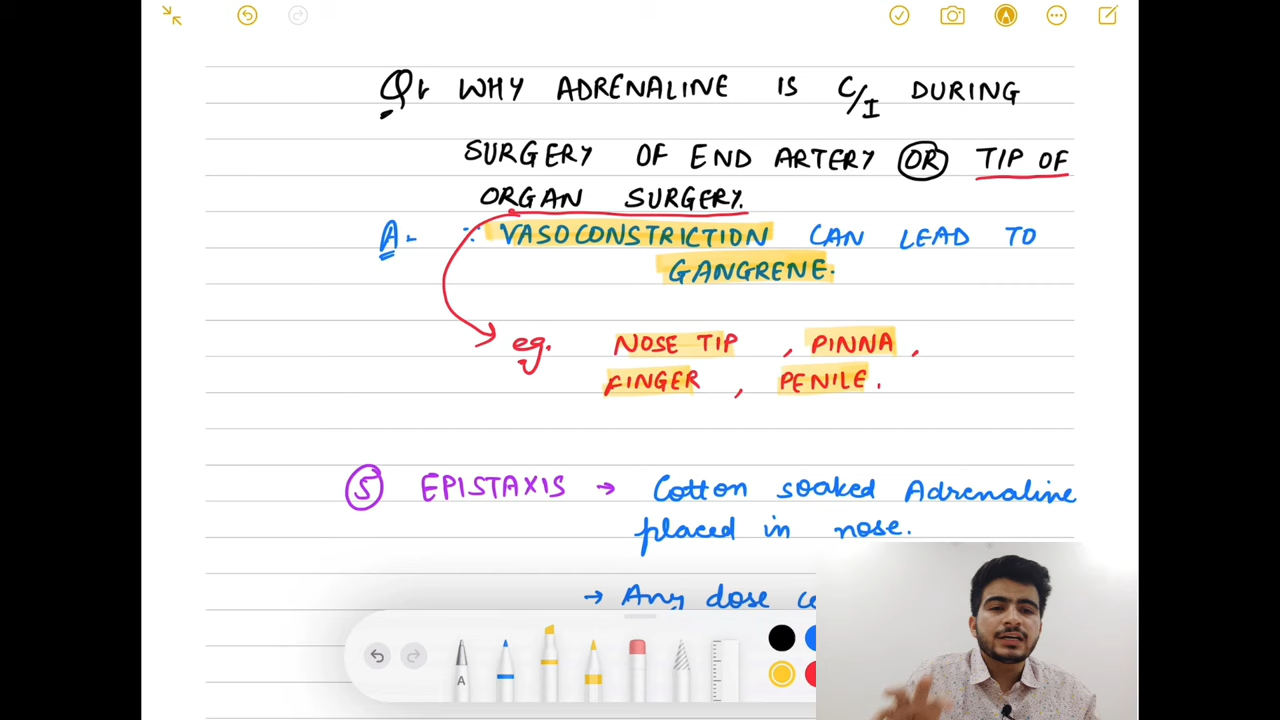 Q. WHY ADRENALINE IS C/I DURING
SURGERY OF END ARTERY OR TIP OF
ORGAN SURGERY.
A- ∵ VASOCONSTRICTION CAN LEAD TO
GANGRENE.
eg. NOSE TIP, PINNA,
FINGER, PENILE.
5 EPISTAXIS → Cotton soaked Adrenaline
placed in nose.
→ Any dose
A